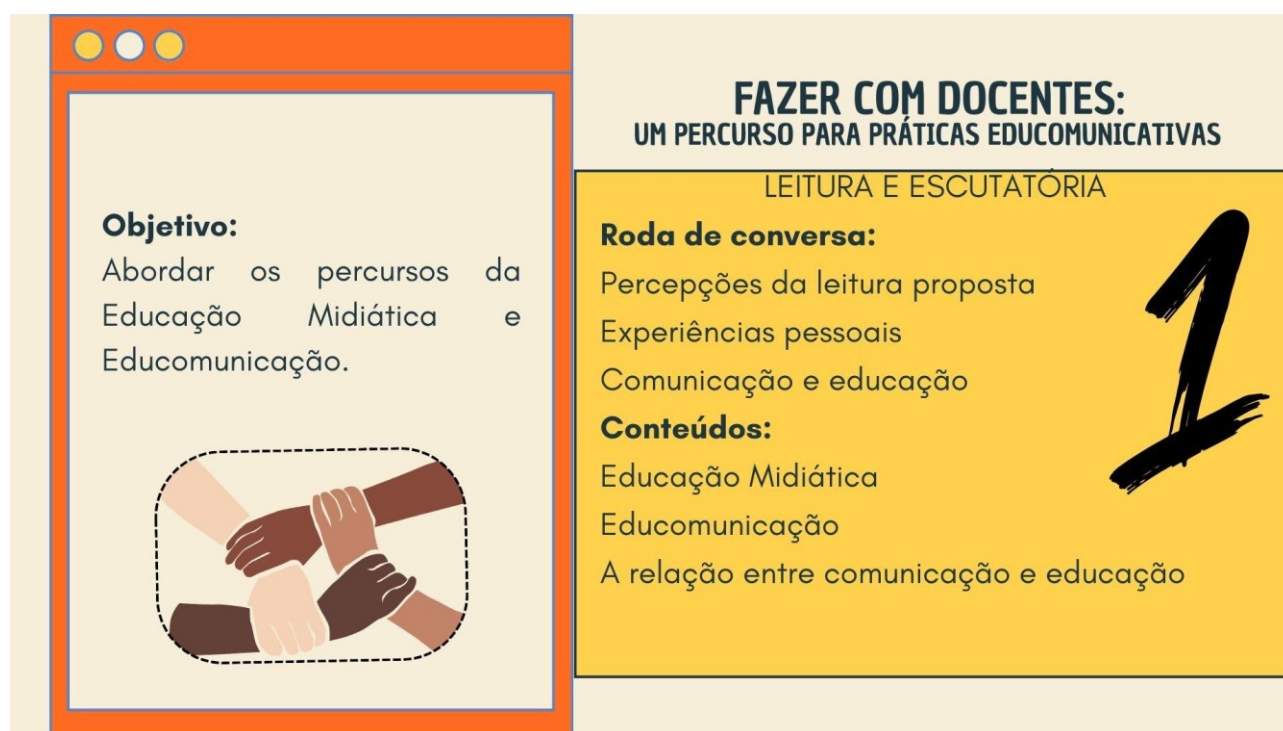 FAZER COM DOCENTES:
UM PERCURSO PARA PRÁTICAS EDUCOMUNICATIVAS
Objetivo:
Abordar os percursos da
Educação Midiática e
Educomunicação.
LEITURA E ESCUTATÓRIA
Roda de conversa:
Percepções da leitura proposta
Experiências pessoais
Comunicação e educação
Conteúdos:
Educação Midiática
Educomunicação
A relação entre comunicação e educação
1